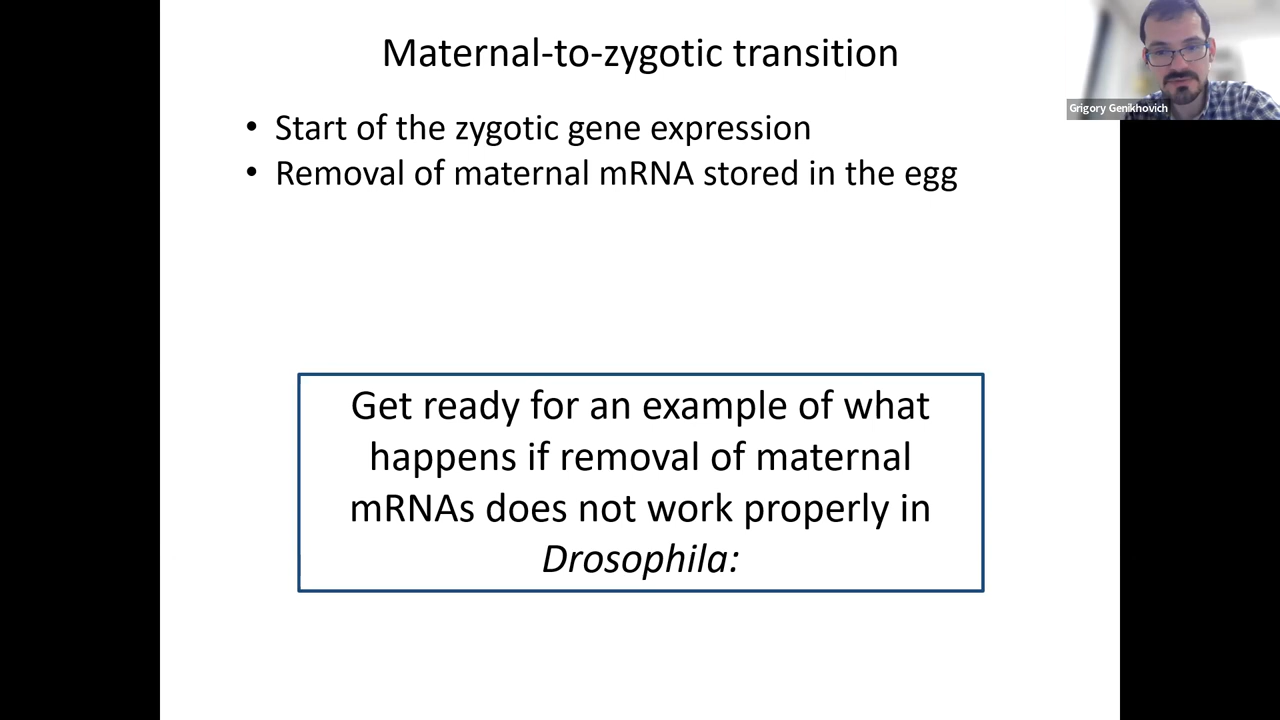 Maternal-to-zygotic transition
Grigory Genikhovich
• Start of the zygotic gene expression
• Removal of maternal mRNA stored in the egg
Get ready for an example of what
happens if removal of maternal
mRNAs does not work properly in
Drosophila: